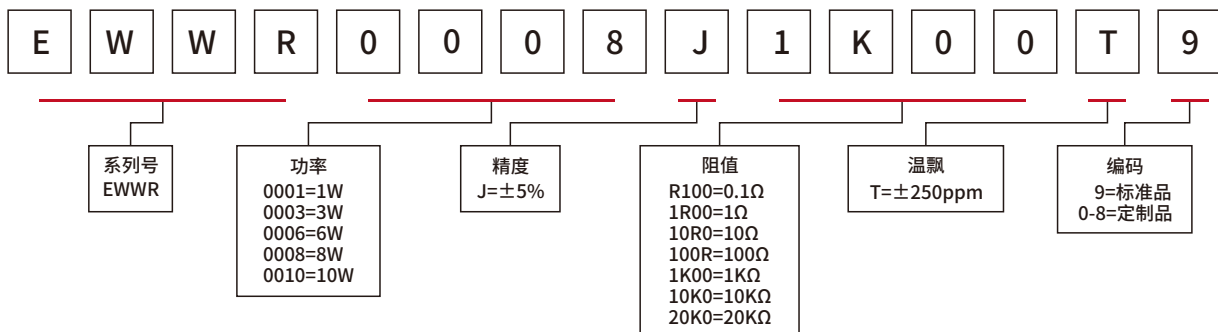 E W W R 0 0 0 8 J 1 K 0 0 T 9
系列号
EWWR
功率
0001=1W
0003=3W
0006=6W
0008=8W
0010=10W
精度
J=±5%
阻值
R100=0.1Ω
1R00=1Ω
10R0=10Ω
100R=100Ω
1K00=1KΩ
10K0=10KΩ
20K0=20KΩ
温飘
T=±250ppm
编码
9=标准品
0-8=定制品